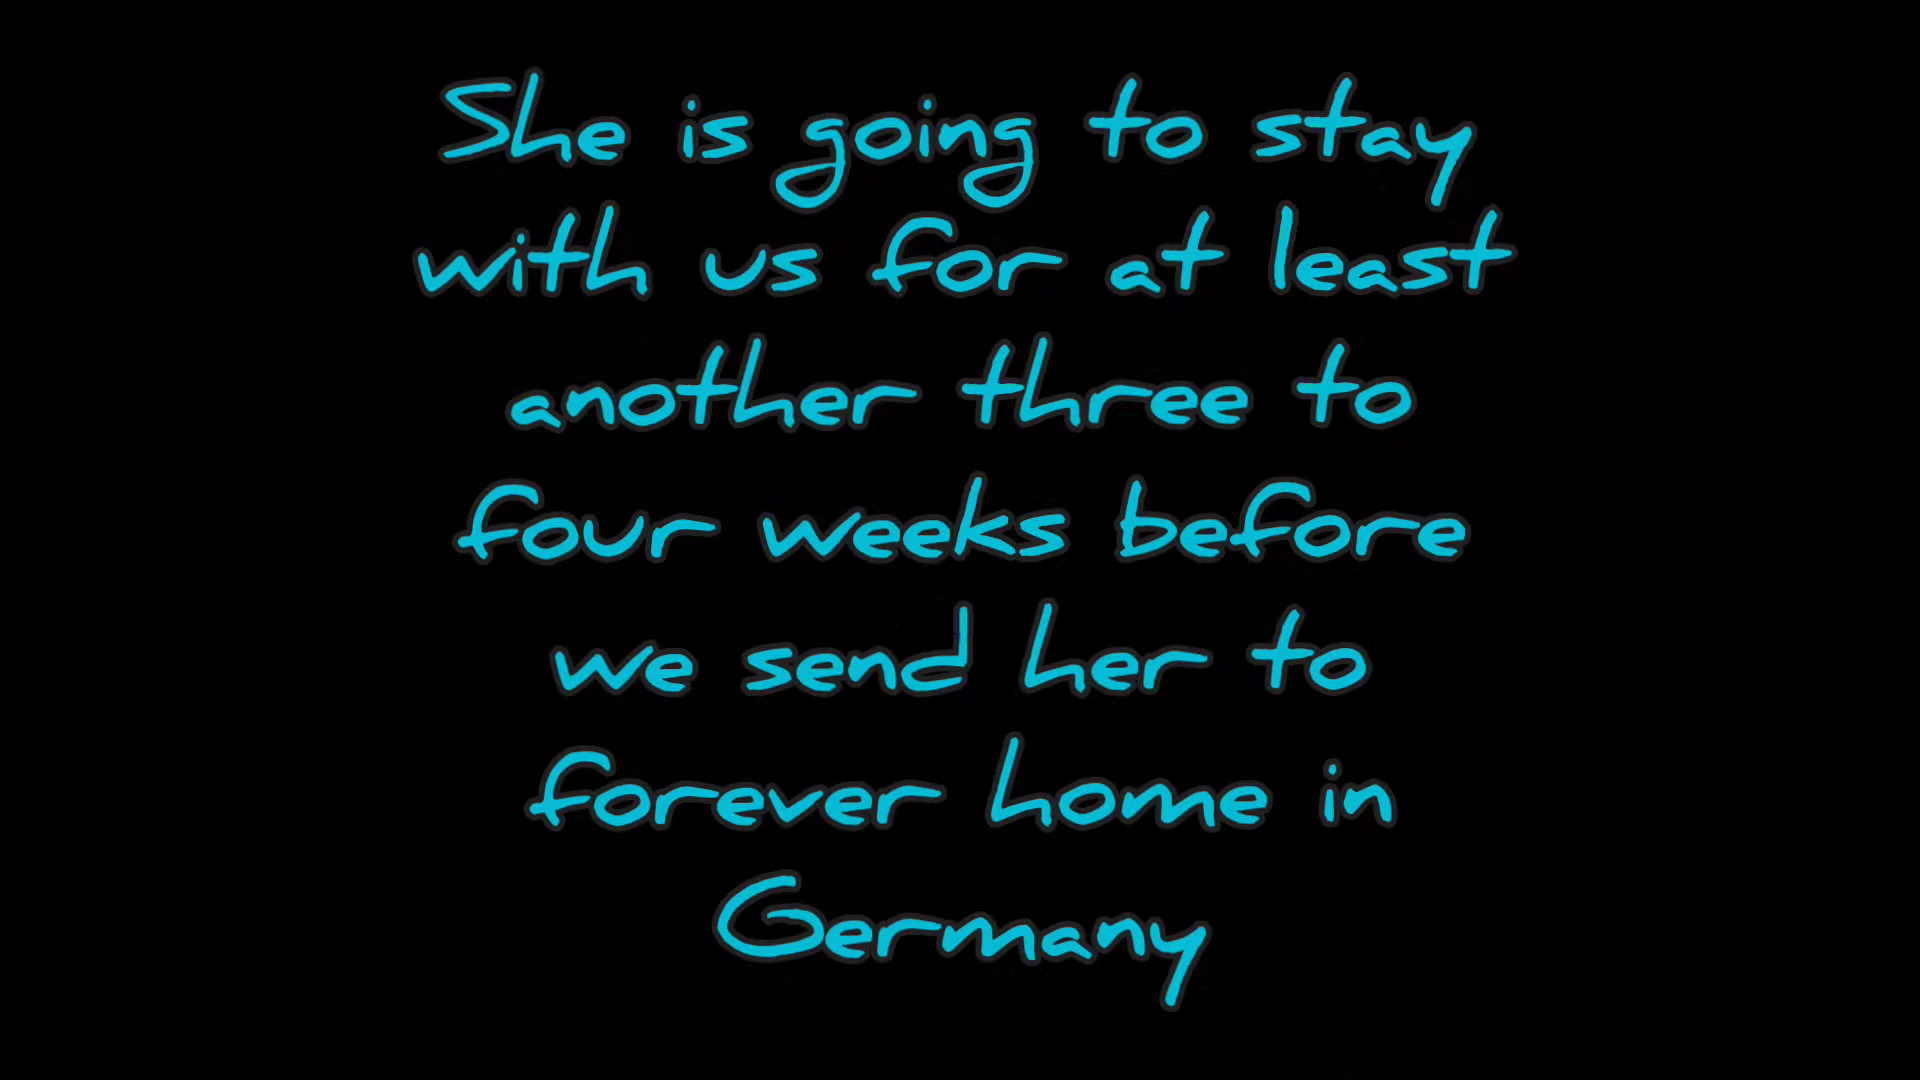 She is going to stay
with us for at least
another three to
four weeks before
we send her to
forever home in
Germany